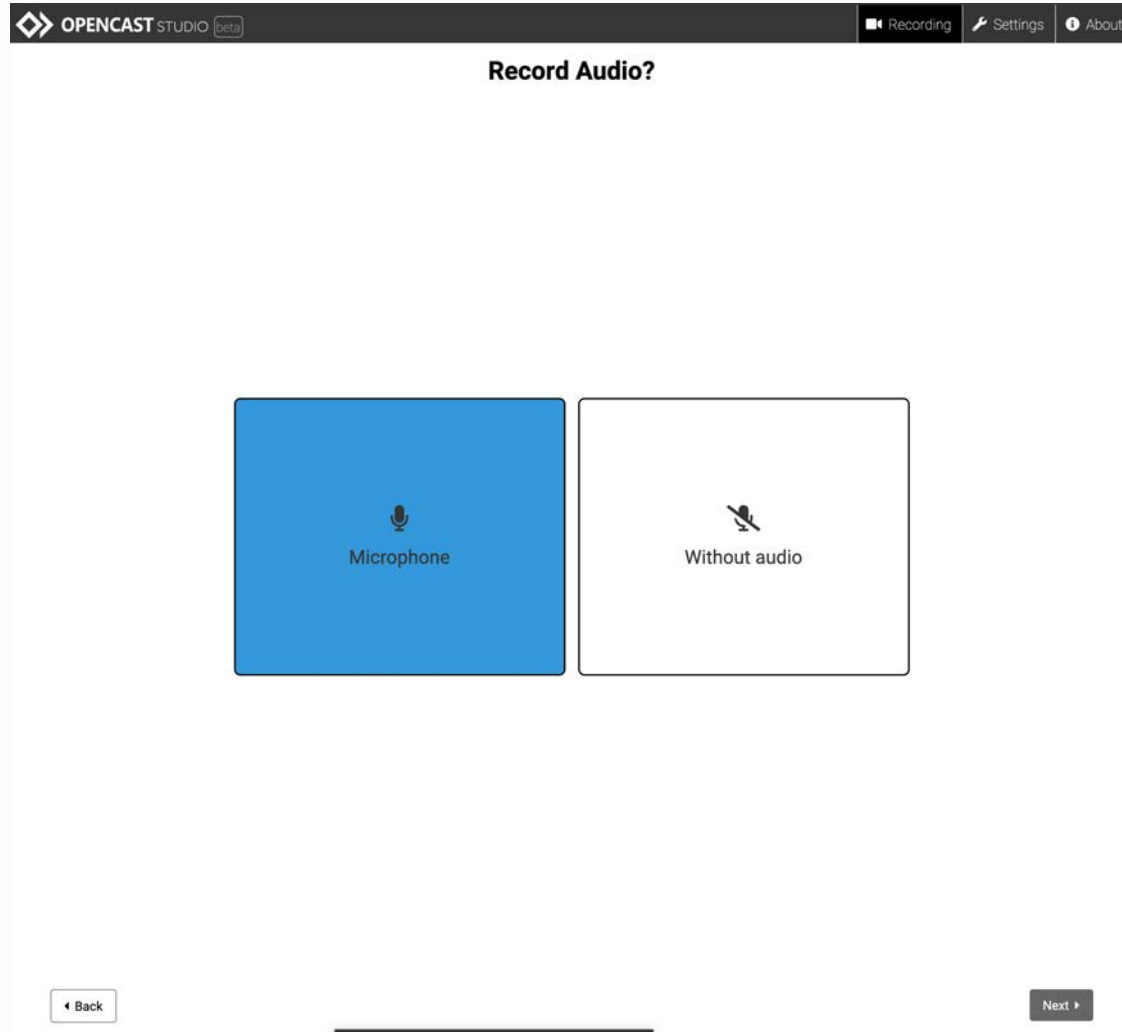 OPENCAST STUDIO beta
Recording
Settings
About
Record Audio?
Microphone
Without audio
Back
Next